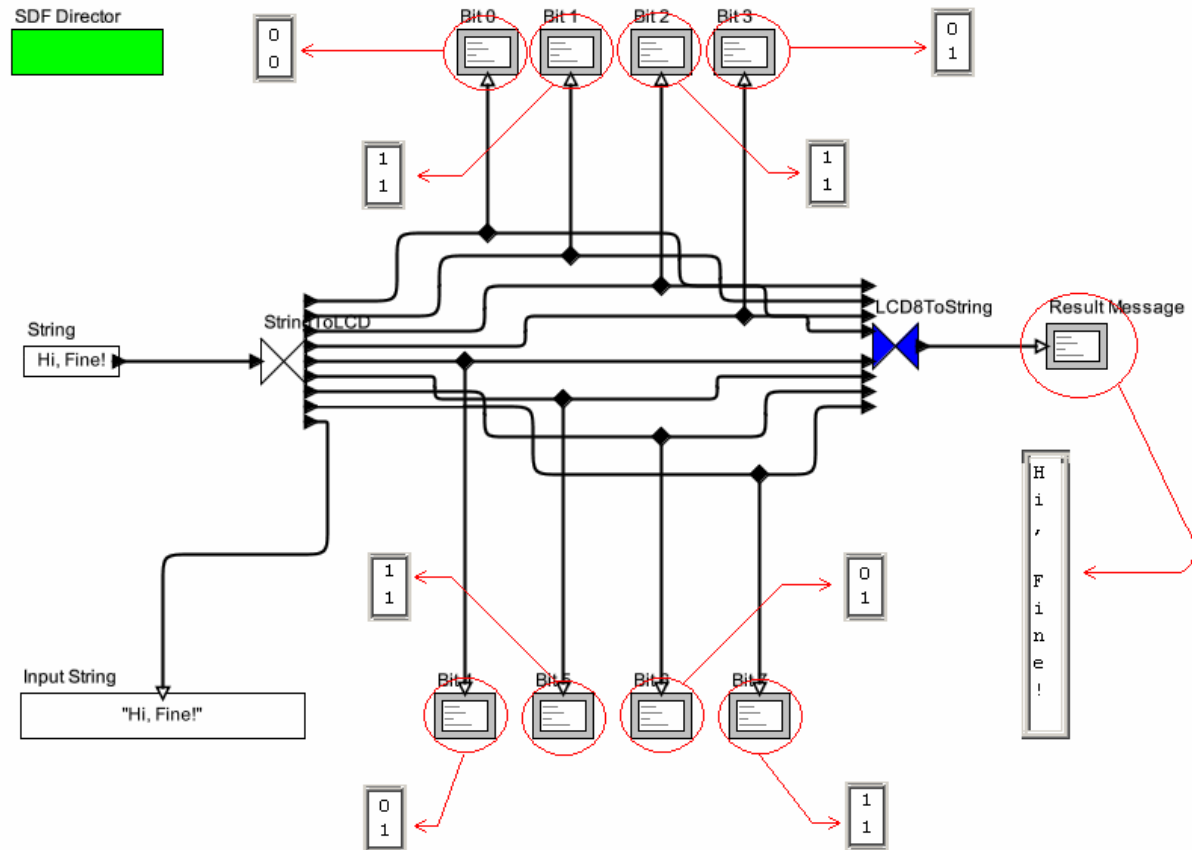 SDF Director
Bit 0
Bit 1
Bit 2
Bit 3
0
0
0
1
1
1
1
1
String
Hi, Fine!
StringToLCD
LCD8ToString
Result Message
H
i
,
F
i
n
e
!
1
1
0
1
Input String
"Hi, Fine!"
Bit 4
Bit 5
Bit 6
Bit 7
0
1
1
1